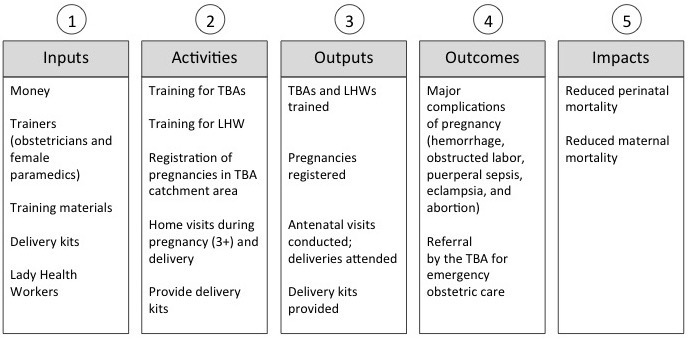 1
Inputs
Money
Trainers
(obstetricians and
female
paramedics)
Training materials
Delivery kits
Lady Health
Workers
2
Activities
Training for TBAs
Training for LHW
Registration of
pregnancies in TBA
catchment area
Home visits during
pregnancy (3+) and
delivery
Provide delivery
kits
3
Outputs
TBAs and LHWs
trained
Pregnancies
registered
Antenatal visits
conducted;
deliveries attended
Delivery kits
provided
4
Outcomes
Major
complications
of pregnancy
(hemorrhage,
obstructed labor,
puerperal sepsis,
eclampsia, and
abortion)
Referral
by the TBA for
emergency
obstetric care
5
Impacts
Reduced perinatal
mortality
Reduced maternal
mortality